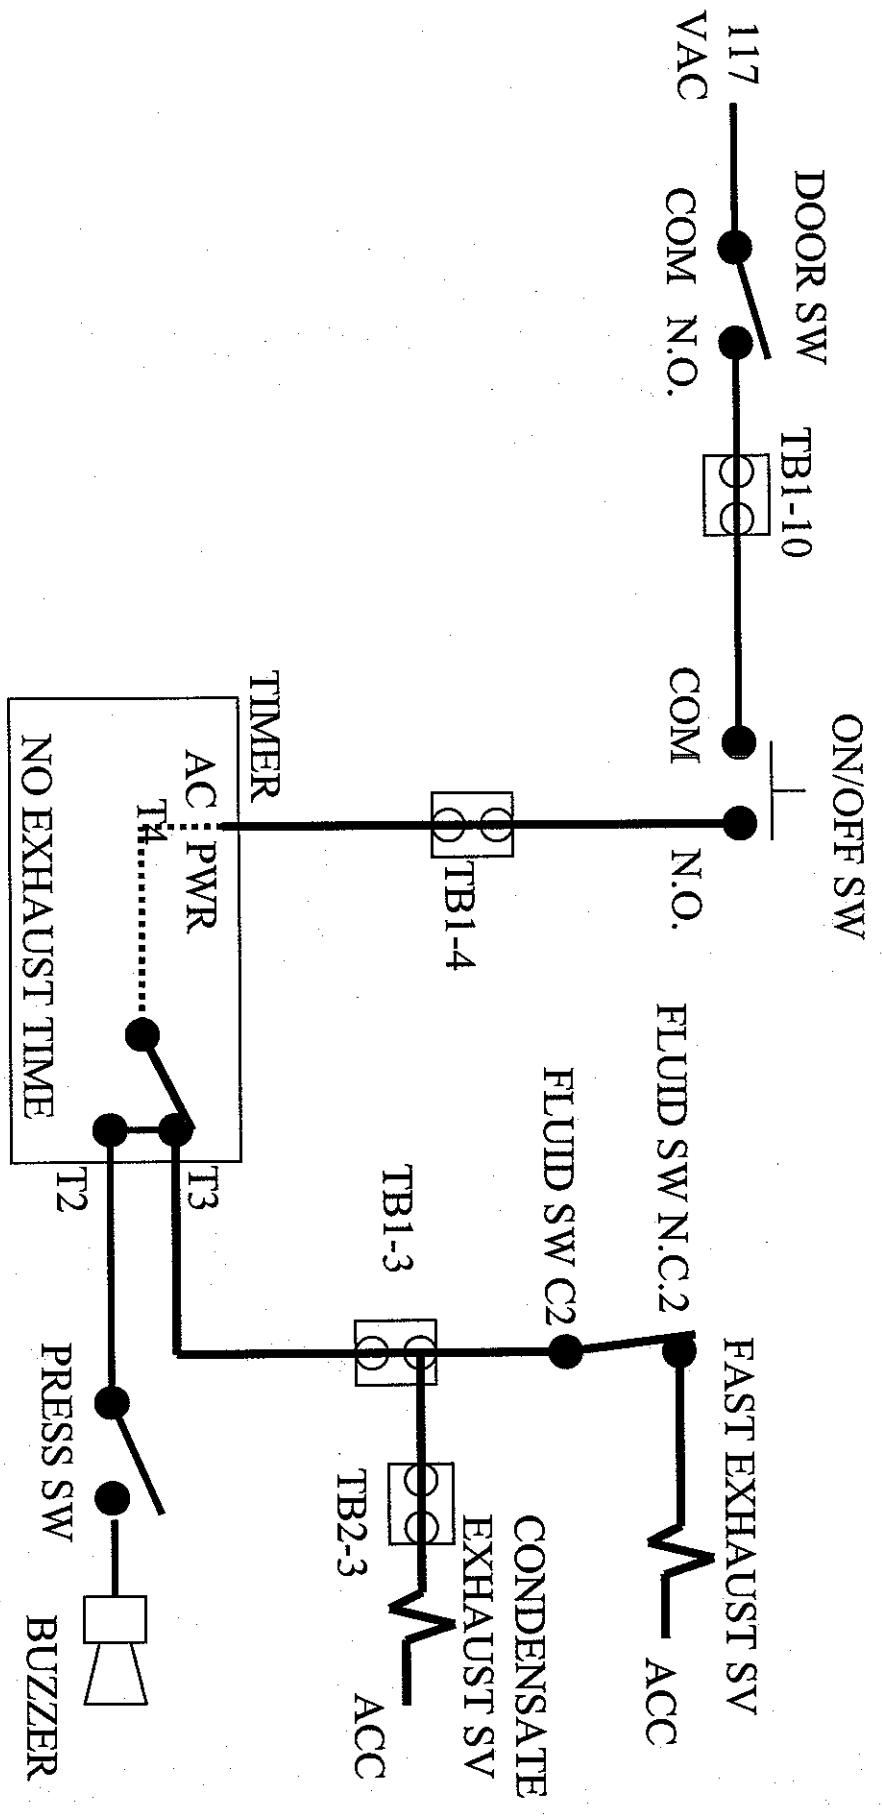 117
VAC
DOOR SW
COM N.O.
TB1-10
ON/OFF SW
COM
N.O.
TB1-4
TIMER
AC PWR
T4
NO EXHAUST TIME
T3
T2
TB1-3
FLUID SW C2
FLUID SW N.C.2
FAST EXHAUST SV
ACC
TB2-3
CONDENSATE
EXHAUST SV
ACC
PRESS SW
BUZZER